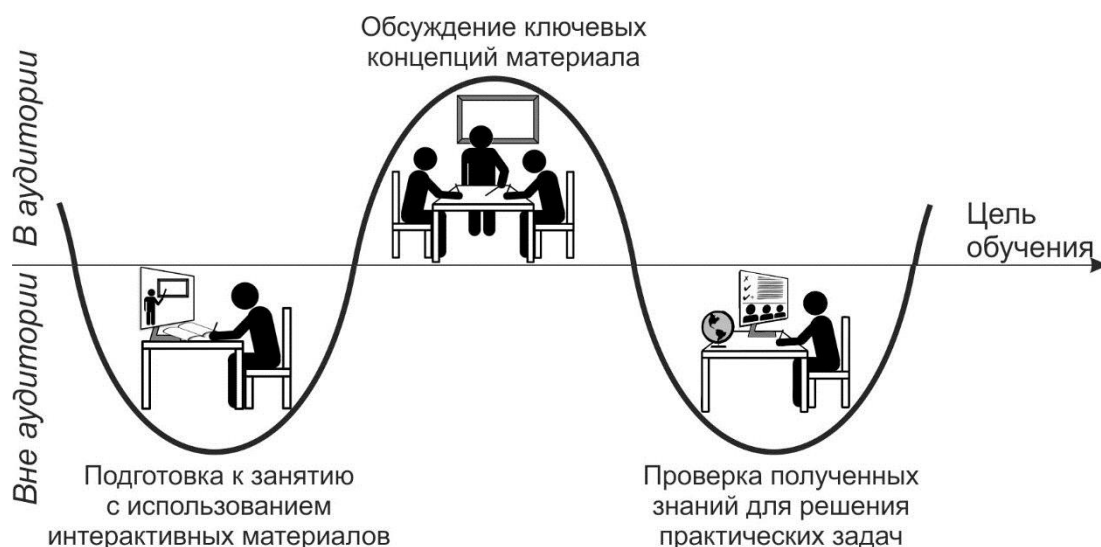 Обсуждение ключевых
концепций материала
В аудитории
Вне аудитории
Цель
обучения
Подготовка к занятию
с использованием
интерактивных материалов
Проверка полученных
знаний для решения
практических задач